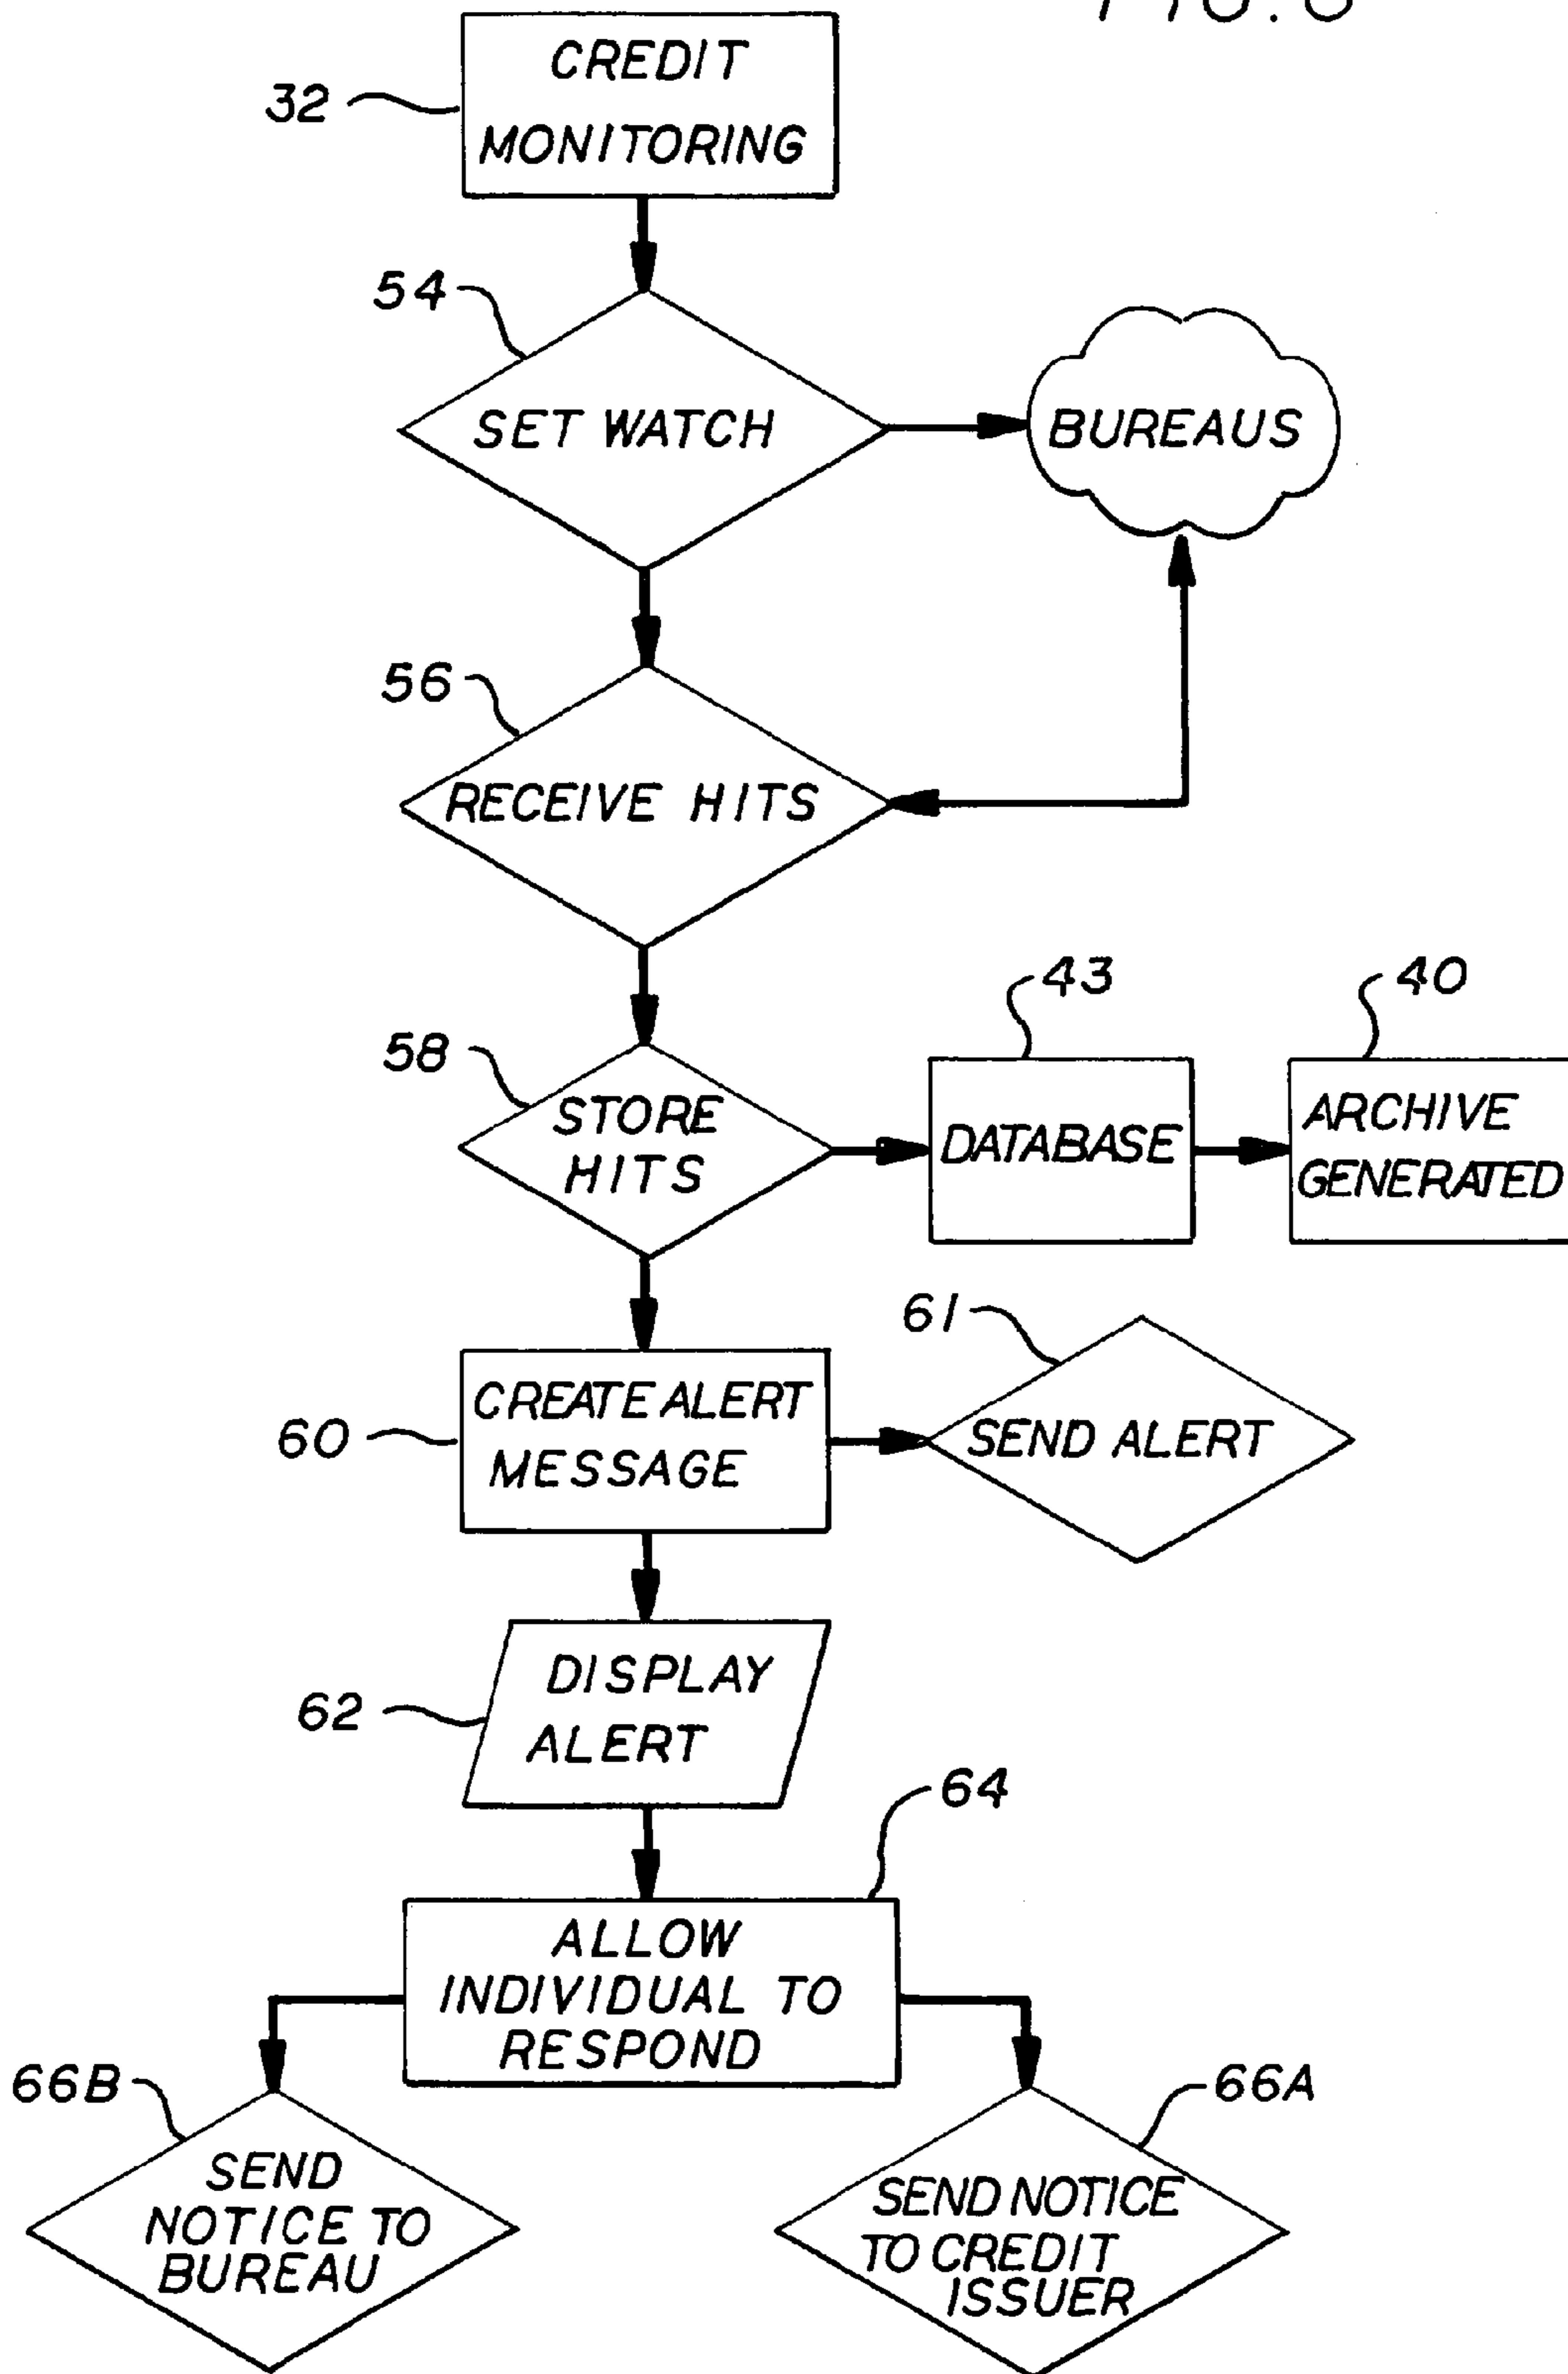 CREDIT
MONITORING
32
54
SET WATCH
BUREAUS
56
RECEIVE HITS
43
40
58
STORE
HITS
DATABASE
ARCHIVE
GENERATED
61
CREATE ALERT
MESSAGE
60
SEND ALERT
DISPLAY
ALERT
62
64
ALLOW
INDIVIDUAL TO
RESPOND
66B
66A
SEND
NOTICE TO
BUREAU
SEND NOTICE
TO CREDIT
ISSUER